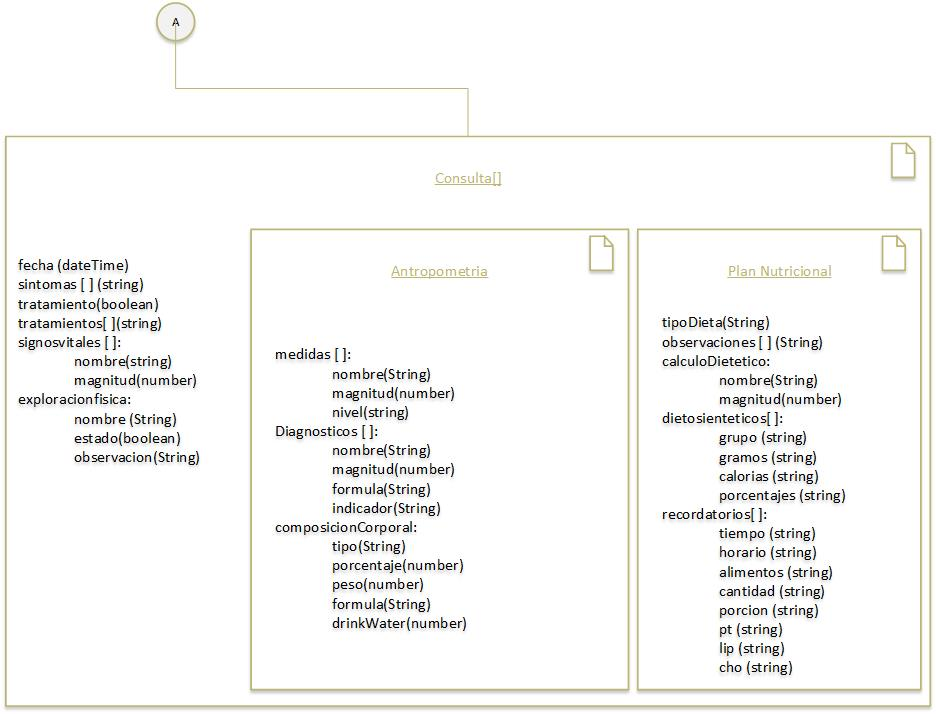 A
Consulta[]
fecha (dateTime)
sintomas [ ] (string)
tratamiento(boolean)
tratamientos[ ](string)
signosvitales [ ]:
nombre(string)
magnitud(number)
exploracionfisica:
nombre (String)
estado(boolean)
observacion(String)
Antropometria
medidas [ ]:
nombre(String)
magnitud(number)
nivel(string)
Diagnosticos [ ]:
nombre(String)
magnitud(number)
formula(String)
indicador(String)
composicionCorporal:
tipo(String)
porcentaje(number)
peso(number)
formula(String)
drinkWater(number)
Plan Nutricional
tipoDieta(String)
observaciones [ ] (String)
calculoDietetico:
nombre(String)
magnitud(number)
dietosienteticos[ ]:
grupo (string)
gramos (string)
calorias (string)
porcentajes (string)
recordatorios[ ]:
tiempo (string)
horario (string)
alimentos (string)
cantidad (string)
porcion (string)
pt (string)
lip (string)
cho (string)